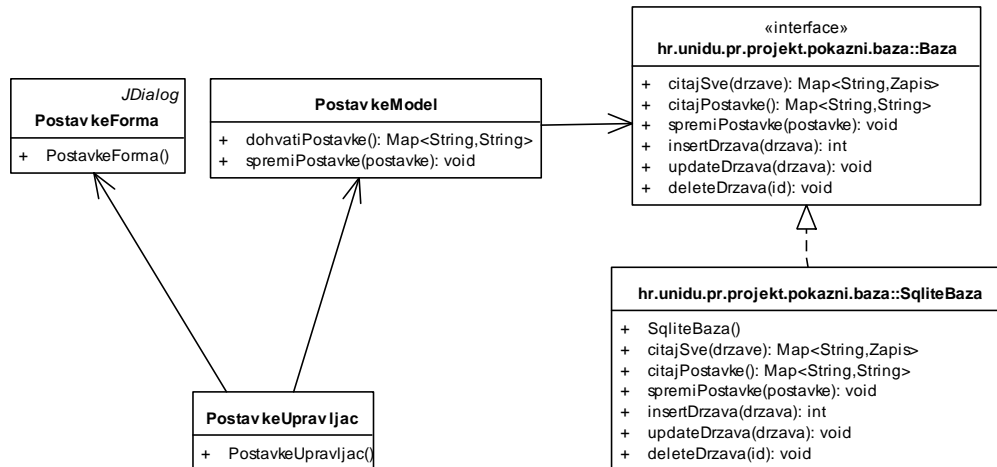 JDialog
PostavkeForma
+ PostavkeForma()
PostavkeModel
+ dohvatiPostavke(): Map<String,String>
+ spremiPostavke(postavke): void
«interface»
hr.unidu.pr.projekt.pokazni.baza::Baza
+ citajSve(drzave): Map<String,Zapis>
+ citajPostavke(): Map<String,String>
+ spremiPostavke(postavke): void
+ insertDrzava(drzava): int
+ updateDrzava(drzava): void
+ deleteDrzava(id): void
hr.unidu.pr.projekt.pokazni.baza::SqliteBaza
+ SqliteBaza()
+ citajSve(drzave): Map<String,Zapis>
+ citajPostavke(): Map<String,String>
+ spremiPostavke(postavke): void
+ insertDrzava(drzava): int
+ updateDrzava(drzava): void
+ deleteDrzava(id): void
PostavkeUpravljac
+ PostavkeUpravljac()